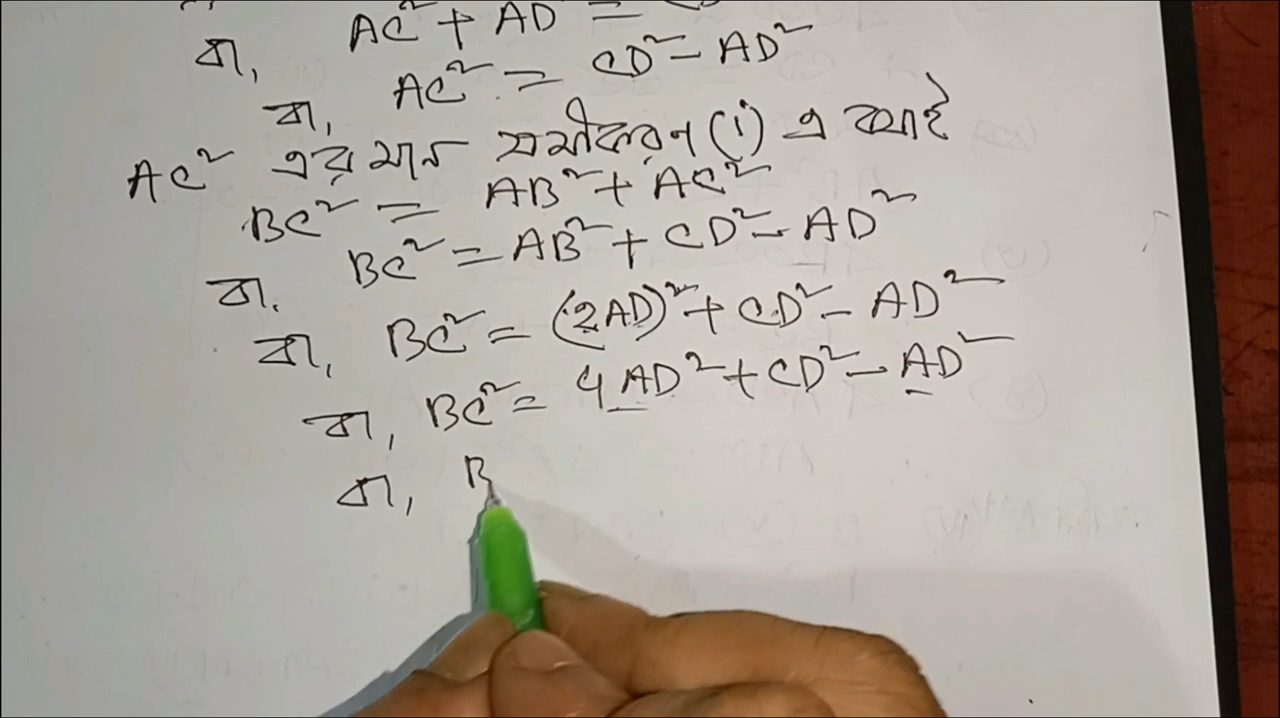 বা, AC² + AD² =
বা, AC² = CD² – AD²
AC² এর মান সমীকরণ (i) এ বসাই
BC² = AB² + AC²
বা, BC² = AB² + CD² – AD²
বা, BC² = (2AD)² + CD² – AD²
বা, BC² = 4AD² + CD² – AD²
বা, B